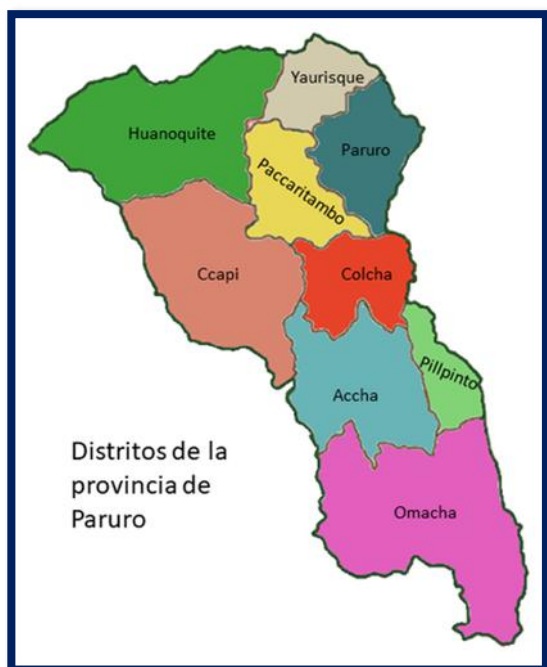 Yaurisque
Huanoquite
Paruro
Paccaritambo
Ccapi
Colcha
Pillpinto
Accha
Distritos de la
provincia de
Paruro
Omacha